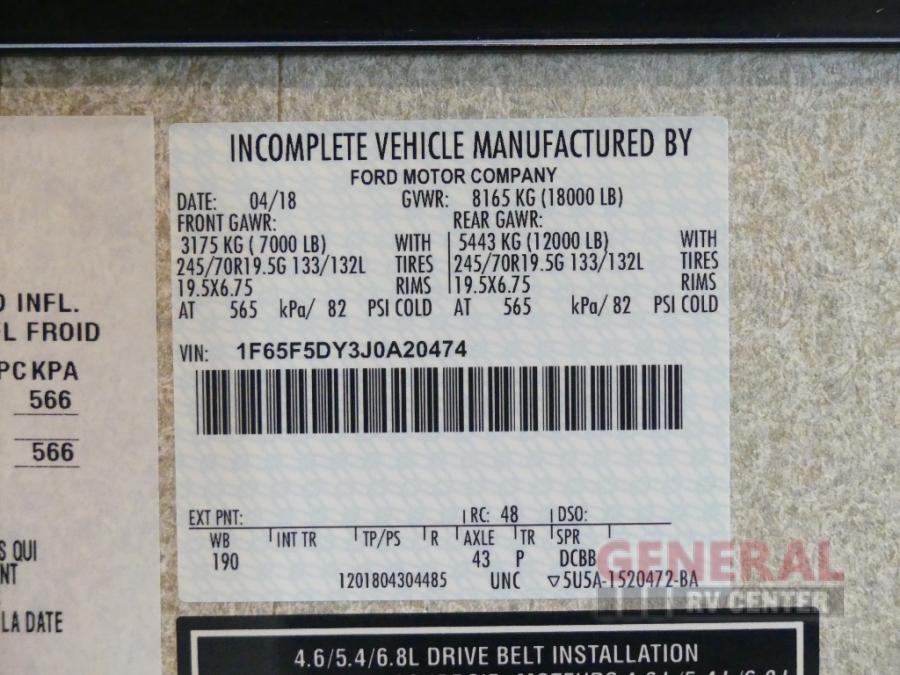 INCOMPLETE VEHICLE MANUFACTURED BY
FORD MOTOR COMPANY
DATE: 04/18 GVWR: 8165 KG (18000 LB)
FRONT GAWR: REAR GAWR:
3175 KG ( 7000 LB) WITH 5443 KG (12000 LB) WITH
245/70R19.5G 133/132L TIRES 245/70R19.5G 133/132L TIRES
19.5X6.75 RIMS 19.5X6.75 RIMS
AT 565 kPa/ 82 PSI COLD AT 565 kPa/ 82 PSI COLD
VIN: 1F65F5DY3J0A20474
EXT PNT: RC: 48 DSO:
WB INT TR TP/PS R AXLE TR SPR
190 43 P DCBB
1201804304485 UNC ▽5U5A-1520472-BA
INFL.
FROID
PC KPA
566
566
QUI
LA DATE
GENERAL
RV CENTER
4.6/5.4/6.8L DRIVE BELT INSTALLATION